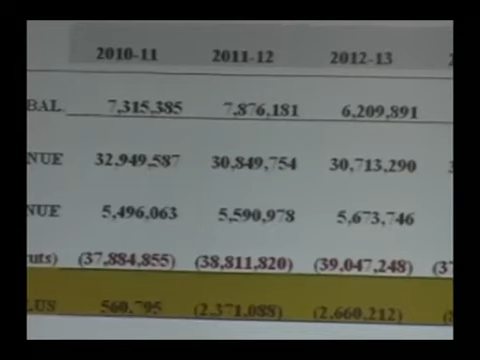 2010-11 2011-12 2012-13
BAL 7,315,385 7,876,181 6,209,891
NUE 32,949,587 30,849,754 30,713,290
NUE 5,496,063 5,590,978 5,673,746
uts) (37,884,855) (38,811,820) (39,047,248) (37
LUS 560,795 (2,371,088) (2,660,212)